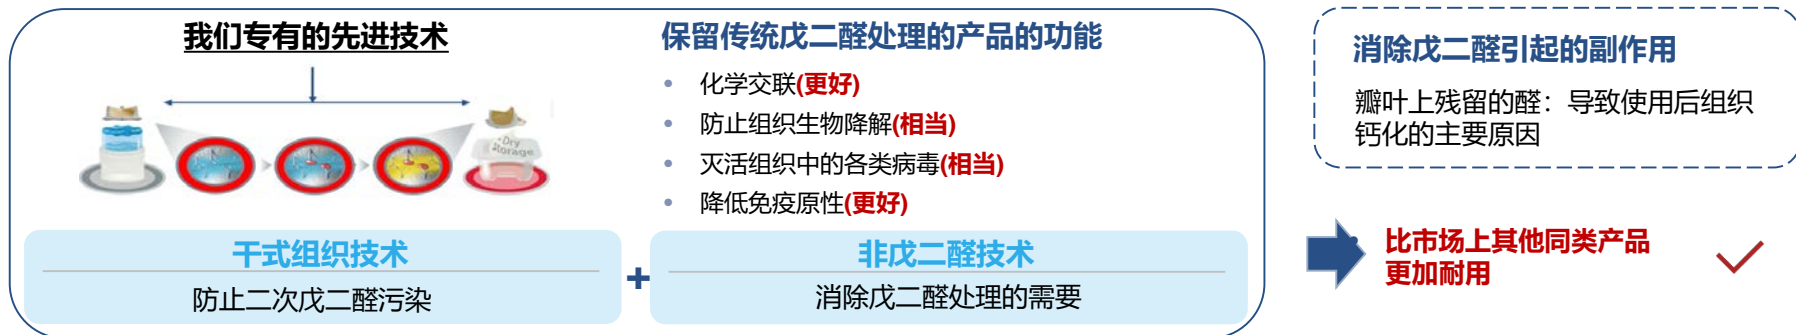 我们专有的先进技术
Dry
Storage
干式组织技术
防止二次戊二醛污染
+
保留传统戊二醛处理的产品的功能
• 化学交联(更好)
• 防止组织生物降解(相当)
• 灭活组织中的各类病毒(相当)
• 降低免疫原性(更好)
非戊二醛技术
消除戊二醛处理的需要
消除戊二醛引起的副作用
瓣叶上残留的醛：导致使用后组织
钙化的主要原因
比市场上其他同类产品
更加耐用